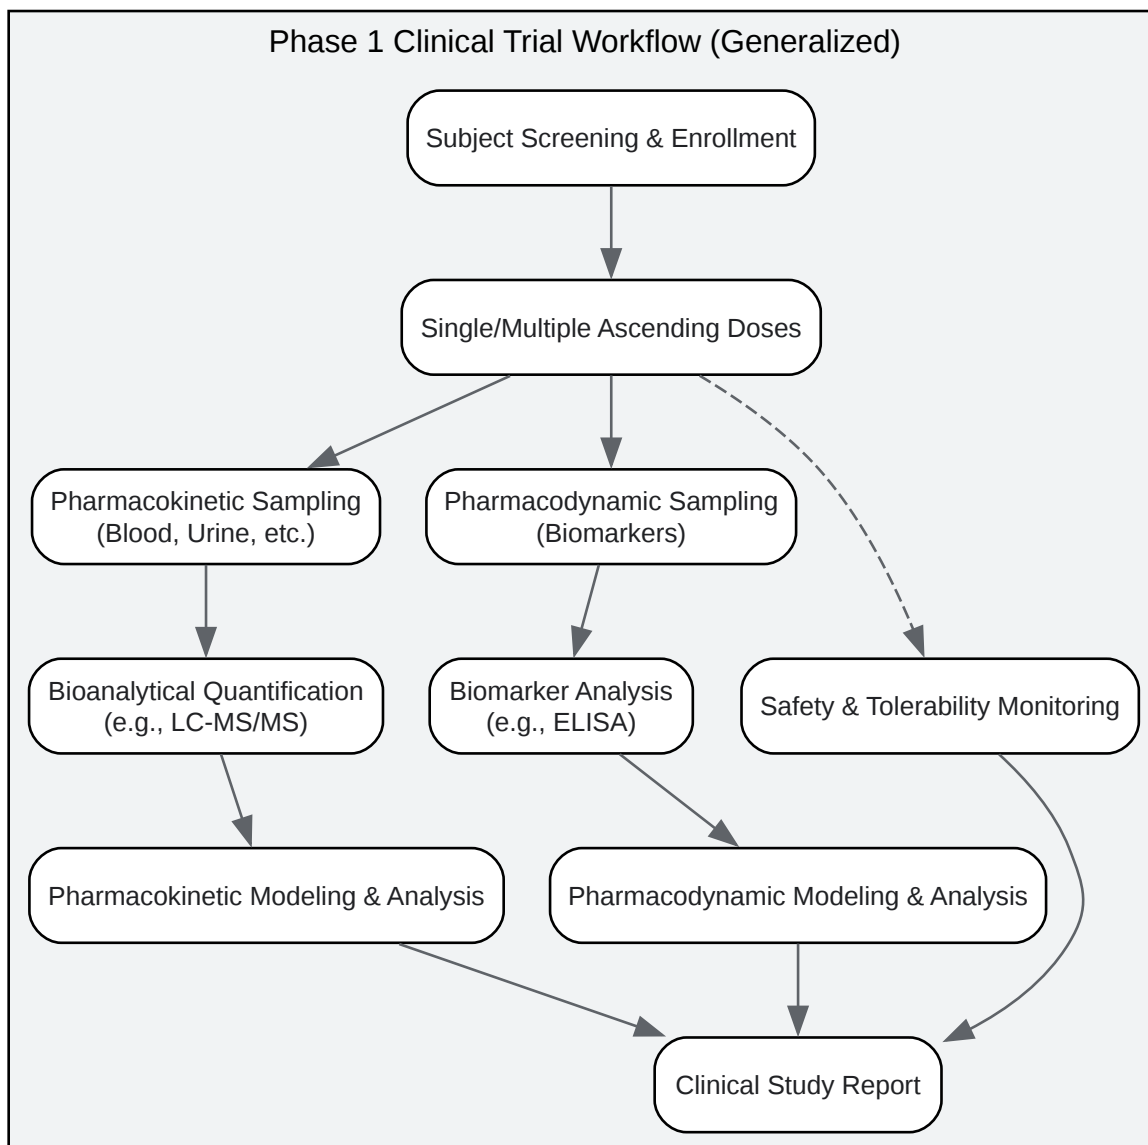 Phase 1 Clinical Trial Workflow (Generalized)
Subject Screening & Enrollment
Single/Multiple Ascending Doses
Pharmacokinetic Sampling
(Blood, Urine, etc.)
Pharmacodynamic Sampling
(Biomarkers)
Bioanalytical Quantification
(e.g., LC-MS/MS)
Biomarker Analysis
(e.g., ELISA)
Safety & Tolerability Monitoring
Pharmacokinetic Modeling & Analysis
Pharmacodynamic Modeling & Analysis
Clinical Study Report